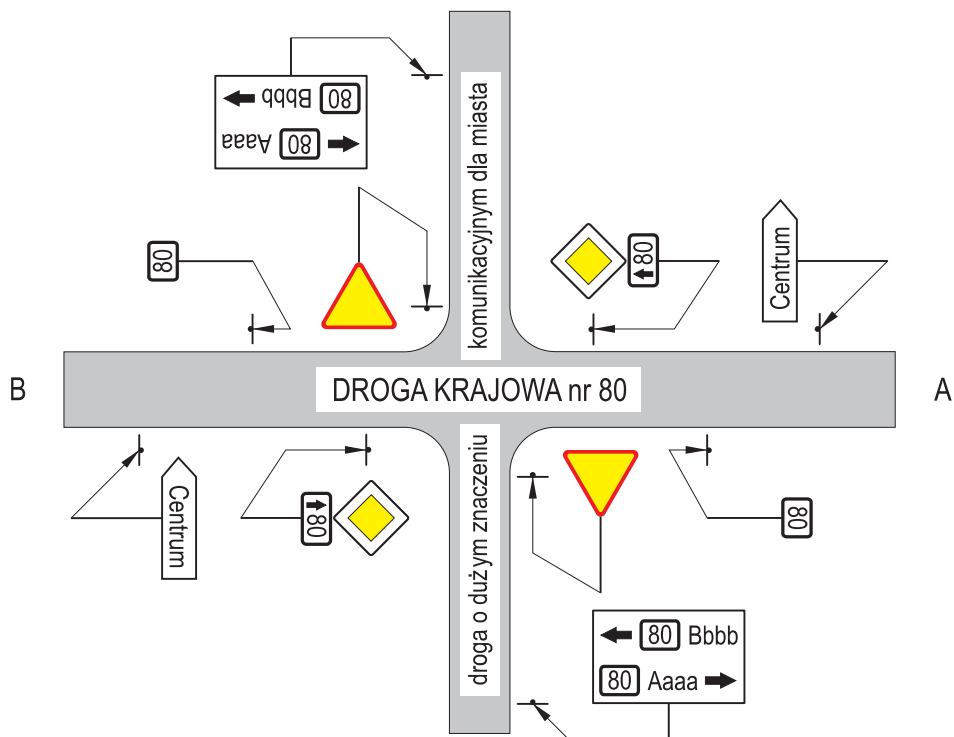 80 Bbbb
Aaaa 80
80
80
Centrum
komunikacyjnym dla miasta
B
DROGA KRAJOWA nr 80
A
Centrum
80
droga o dużym znaczeniu
80
80 Bbbb
80 Aaaa